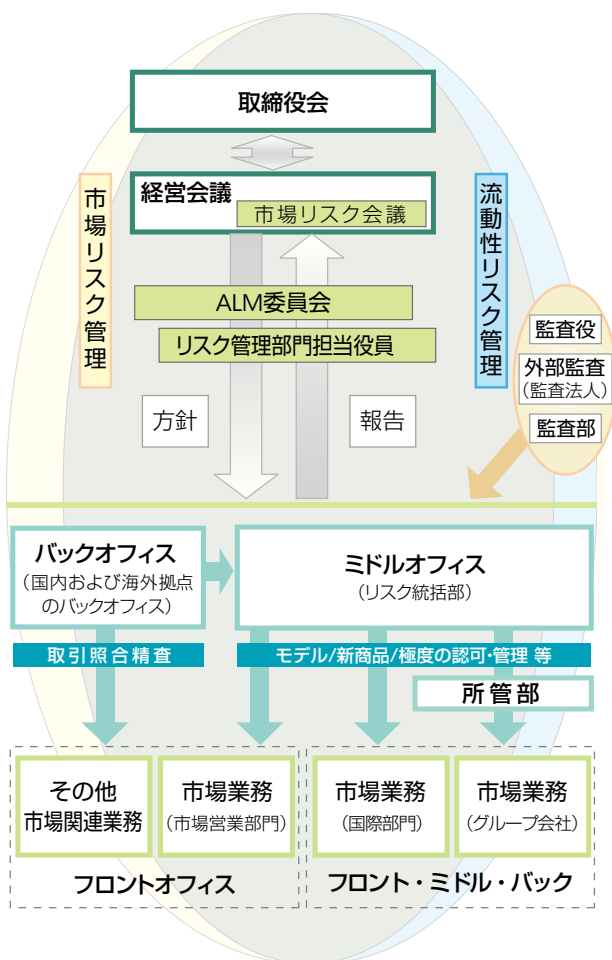 取締役会
経営会議
市場リスク会議
市場リスク管理
流動性リスク管理
ALM委員会
リスク管理部門担当役員
監査役
外部監査
(監査法人)
監査部
方針
報告
バックオフィス
(国内および海外拠点
のバックオフィス)
ミドルオフィス
(リスク統括部)
取引照合精査
モデル/新商品/極度の認可・管理 等
所管部
その他
市場関連業務
市場業務
(市場営業部門)
市場業務
(国際部門)
市場業務
(グループ会社)
フロントオフィス
フロント・ミドル・バック